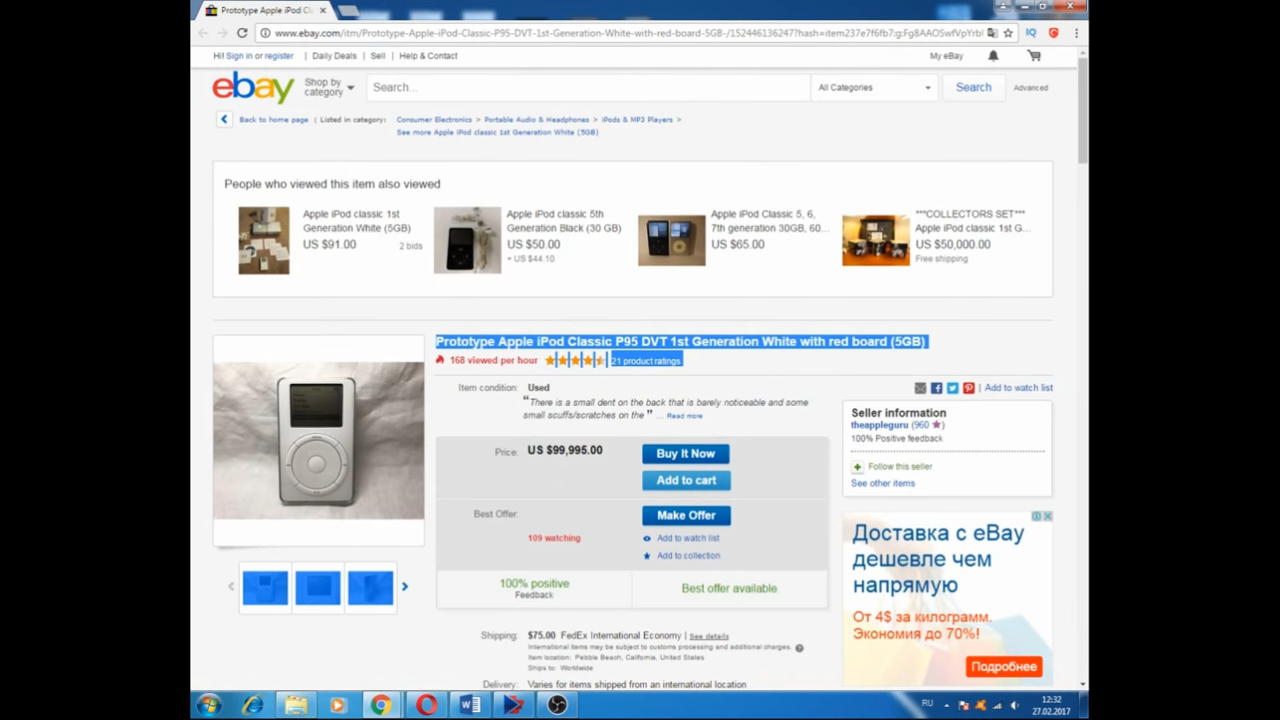 Prototype Apple iPod Cl
www.ebay.com/itm/Prototype-Apple-iPod-Classic-P95-DVT-1st-Generation-White-with-red-board-5GB-/152446136247?hash=item237e7f6fb7:g:Fg8AAOSwfVpYrbl
Hi! Sign in or register | Daily Deals | Sell | Help & Contact
My eBay
ebay
Shop by category
Search...
All Categories
Search
Advanced
Back to home page | Listed in category:
Consumer Electronics > Portable Audio & Headphones > iPods & MP3 Players >
See more Apple iPod classic 1st Generation White (5GB)
People who viewed this item also viewed
Apple iPod classic 1st
Generation White (5GB)
US $91.00
2 bids
Apple iPod classic 5th
Generation Black (30 GB)
US $50.00
+ US $44.10
Apple iPod Classic 5, 6,
7th generation 30GB, 60...
US $65.00
***COLLECTORS SET***
Apple iPod classic 1st G...
US $50,000.00
Free shipping
Prototype Apple iPod Classic P95 DVT 1st Generation White with red board (5GB)
168 viewed per hour
21 product ratings
Item condition: Used
"There is a small dent on the back that is barely noticeable and some
small scuffs/scratches on the " ... Read more
Price: US $99,995.00
Buy It Now
Add to cart
Best Offer:
Make Offer
109 watching
Add to watch list
Add to collection
100% positive
Feedback
Best offer available
Shipping: $75.00 FedEx International Economy | See details
International items may be subject to customs processing and additional charges.
Item location: Pebble Beach, California, United States
Ships to: Worldwide
Delivery: Varies for items shipped from an international location
Add to watch list
Seller information
theappleguru (960 )
100% Positive feedback
Follow this seller
See other items
Доставка с eBay
дешевле чем
напрямую
От 4$ за килограмм.
Экономия до 70%!
Подробнее
RU
12:32
27.02.2017